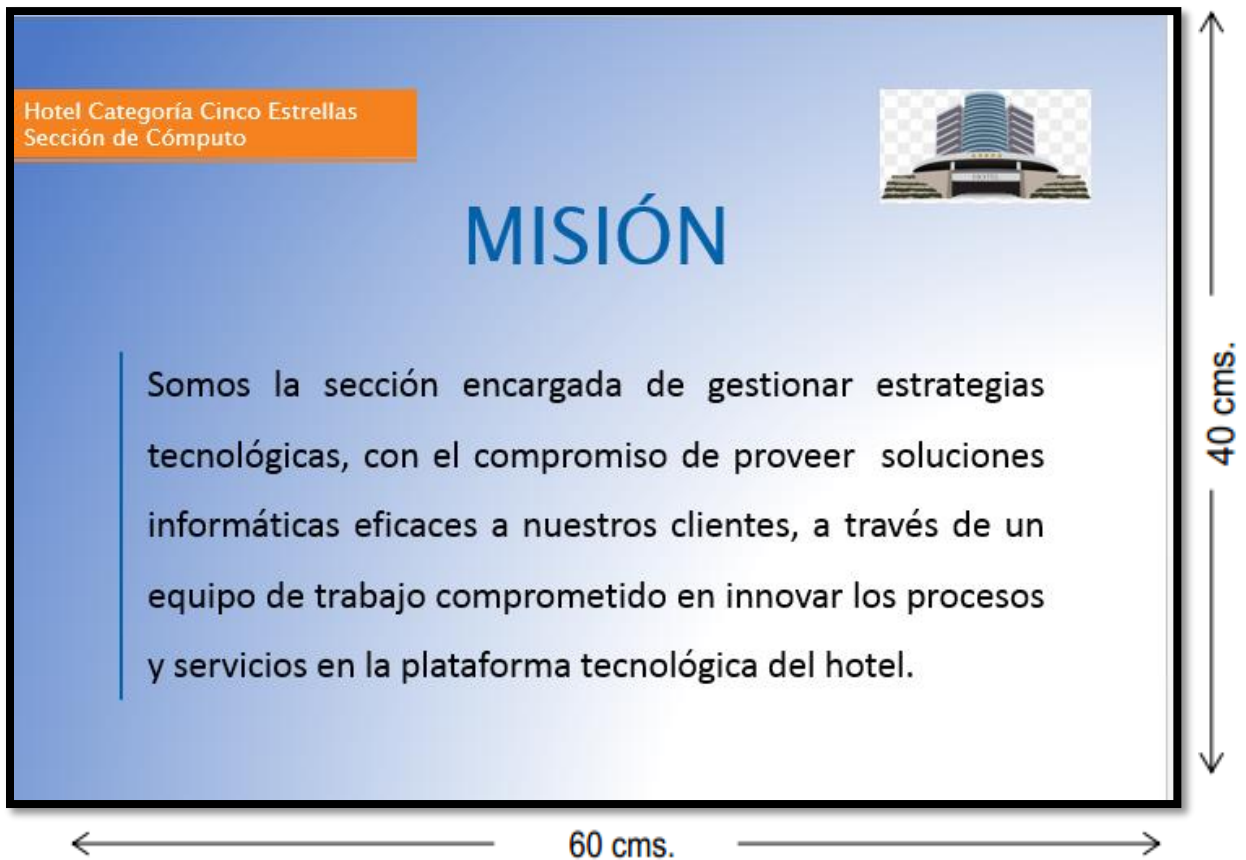 Hotel Categoría Cinco Estrellas
Sección de Cómputo
HOTEL
MISIÓN
Somos la sección encargada de gestionar estrategias
tecnológicas, con el compromiso de proveer soluciones
informáticas eficaces a nuestros clientes, a través de un
equipo de trabajo comprometido en innovar los procesos
y servicios en la plataforma tecnológica del hotel.
40 cms.
60 cms.